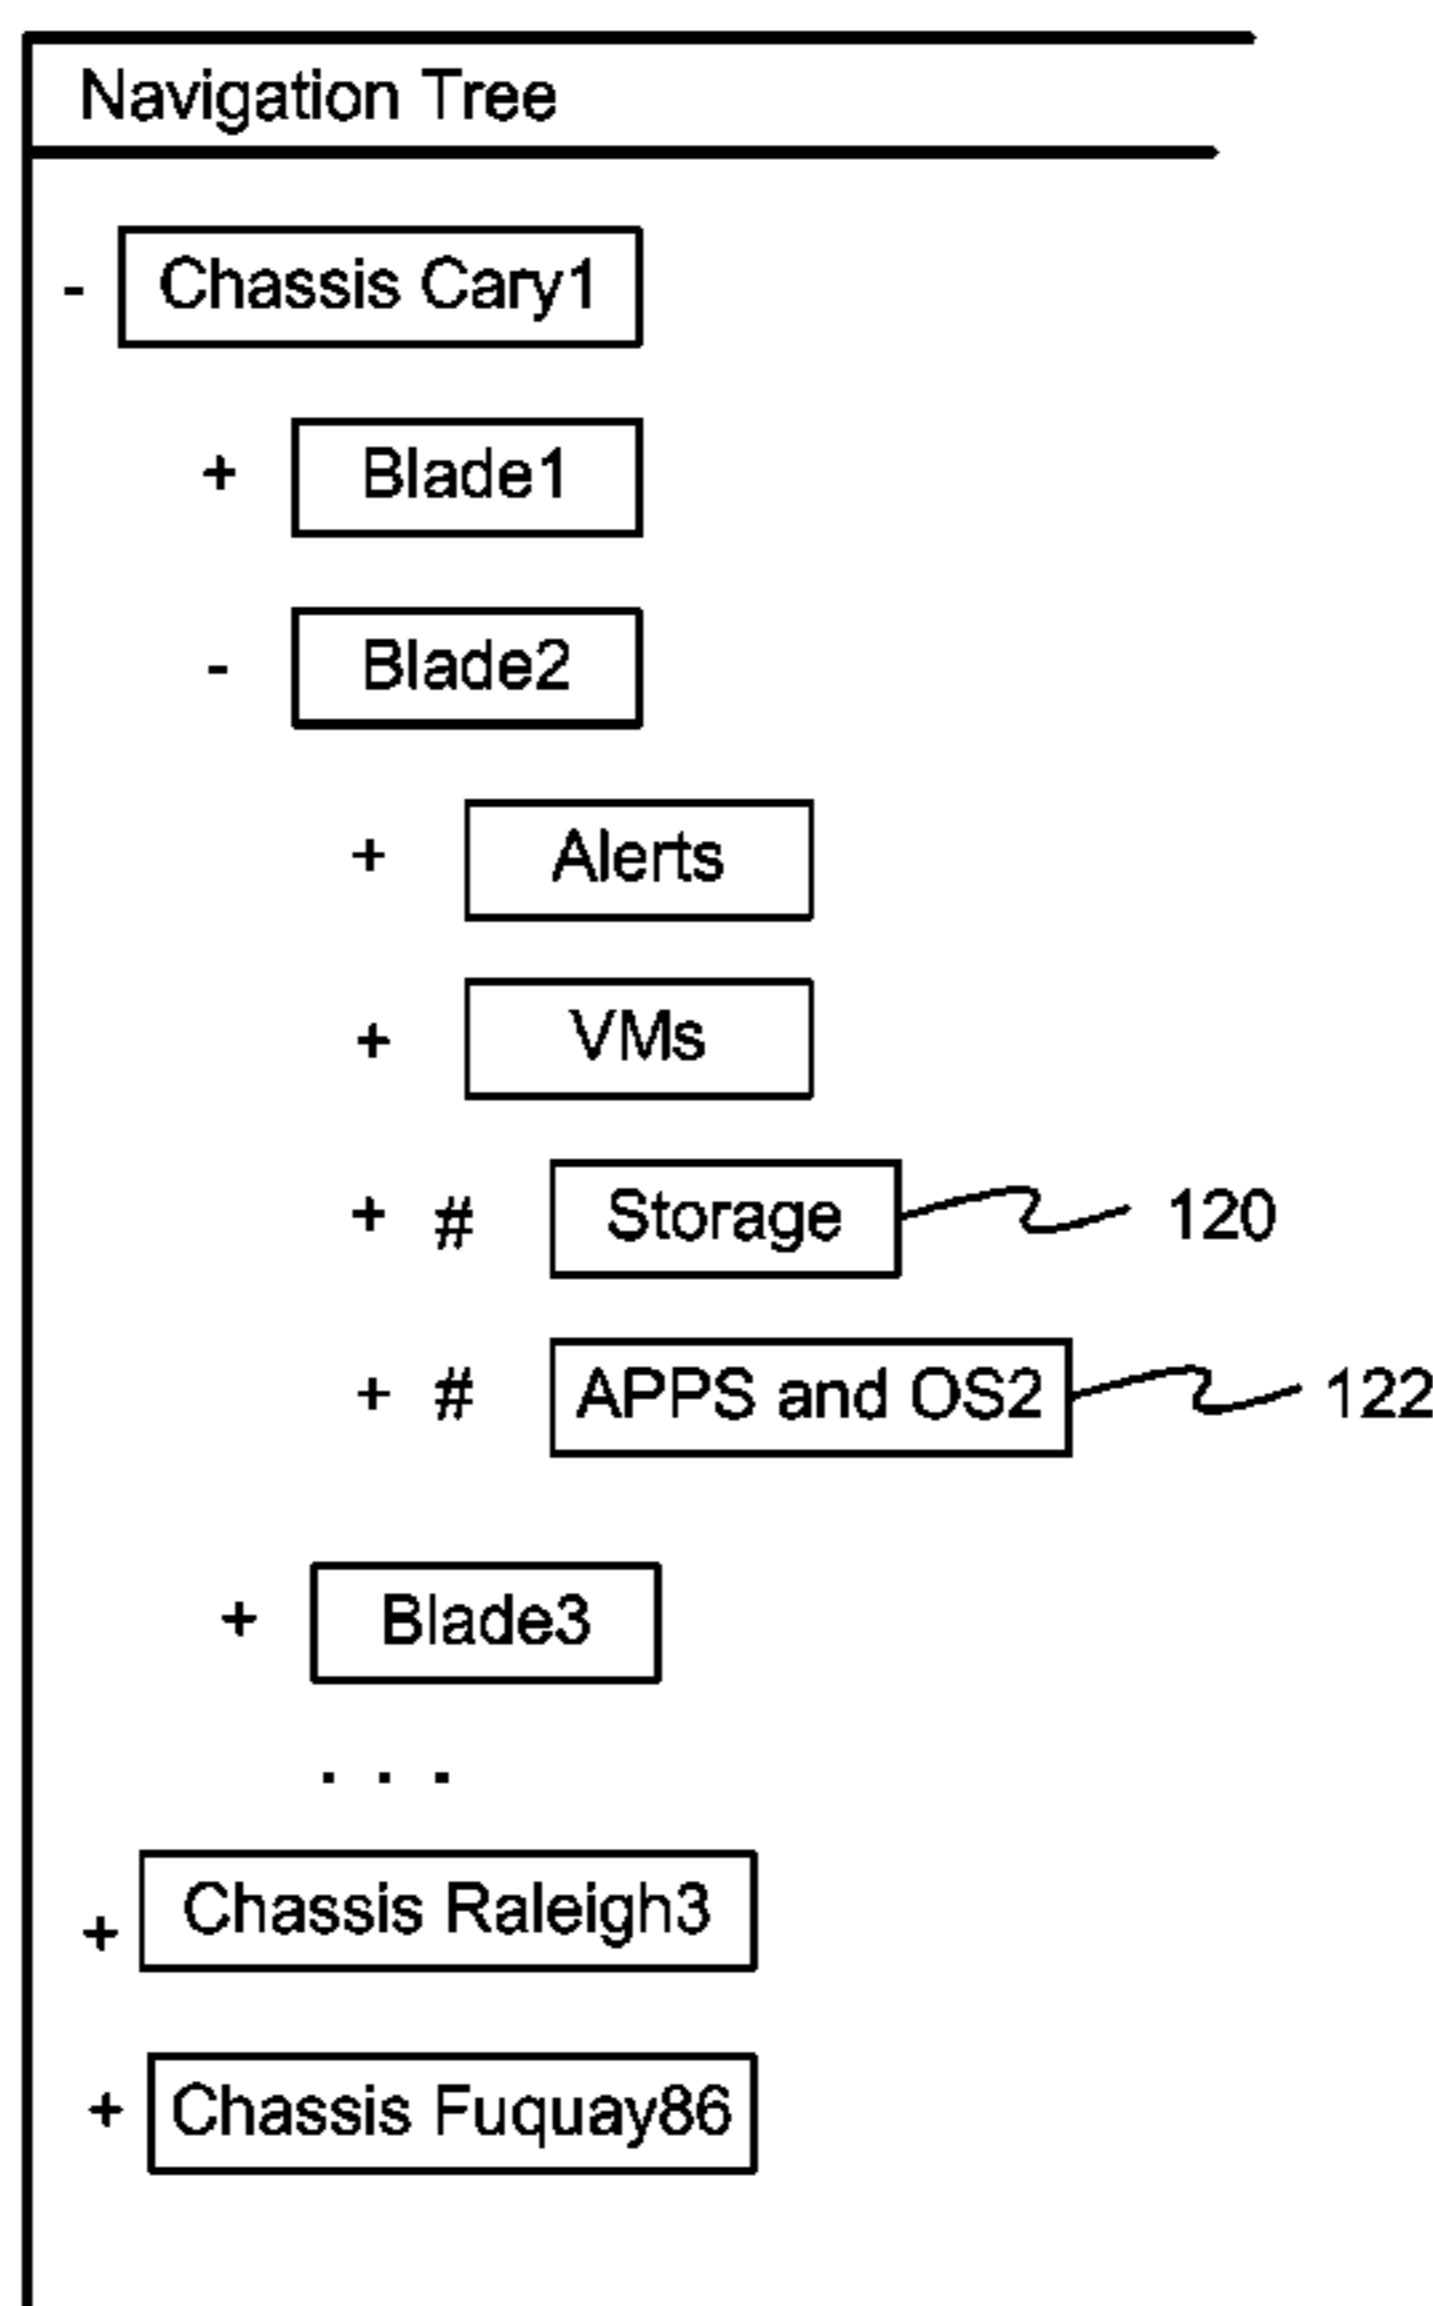 Navigation Tree
- Chassis Cary1
+ Blade1
- Blade2
+ Alerts
+ VMs
+ # Storage 120
+ # APPS and OS2 122
+ Blade3
. . .
+ Chassis Raleigh3
+ Chassis Fuquay86